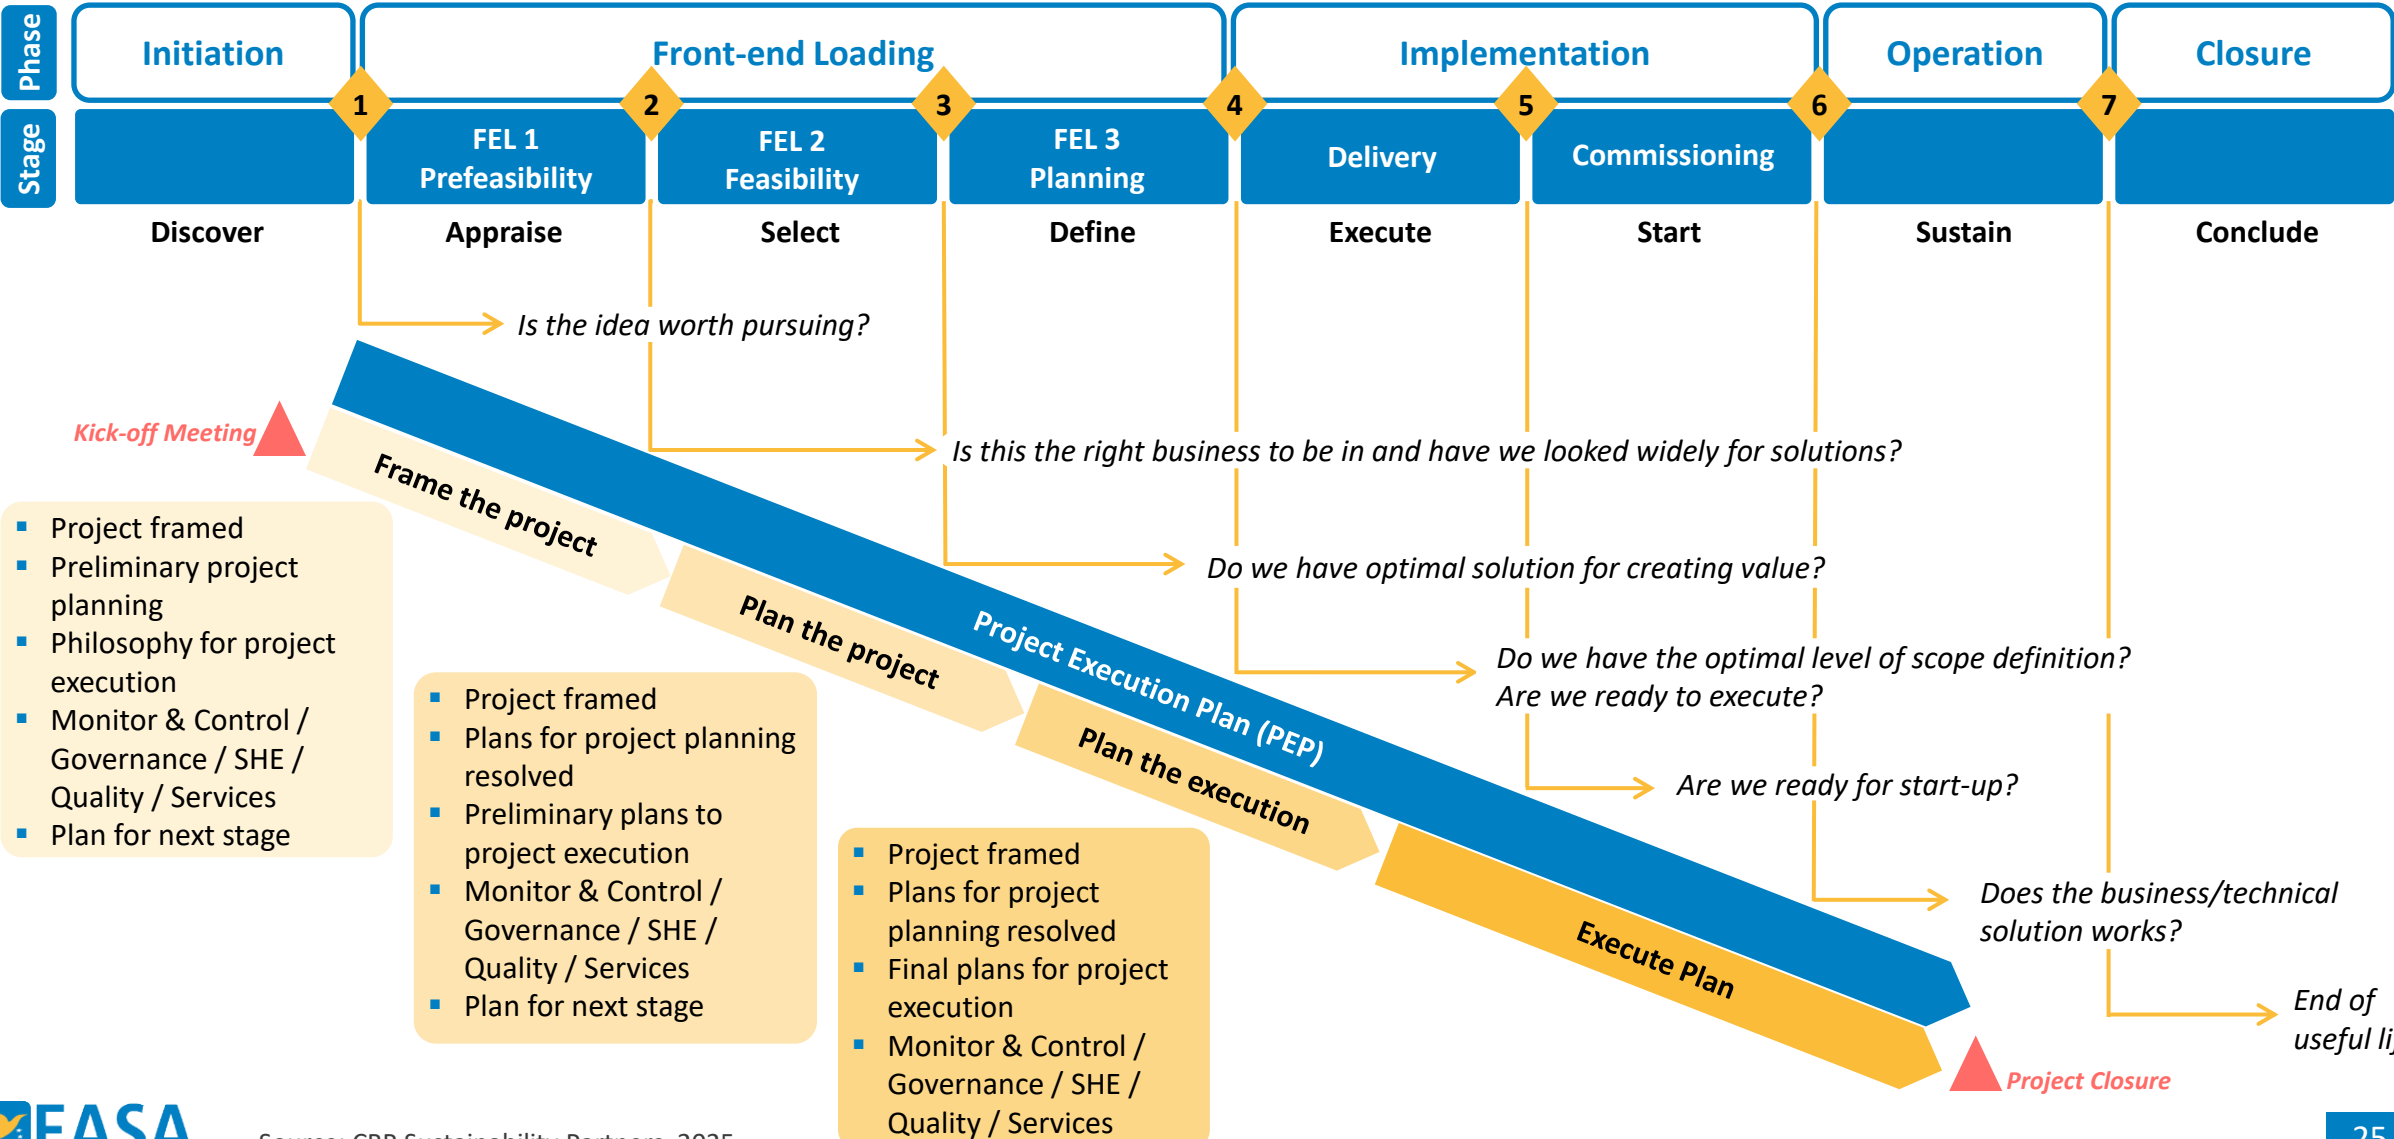 Phase
Initiation
Front-end Loading
Implementation
Operation
Closure
1
2
3
4
5
6
7
Stage
FEL 1
Prefeasibility
FEL 2
Feasibility
FEL 3
Planning
Delivery
Commissioning
Discover
Appraise
Select
Define
Execute
Start
Sustain
Conclude
Is the idea worth pursuing?
Kick-off Meeting
Is this the right business to be in and have we looked widely for solutions?
Do we have optimal solution for creating value?
Do we have the optimal level of scope definition?
Are we ready to execute?
Are we ready for start-up?
Does the business/technical
solution works?
End of
useful
Project Execution Plan (PEP)
Frame the project
Plan the project
Plan the execution
Execute Plan
▪ Project framed
▪ Preliminary project
planning
▪ Philosophy for project
execution
▪ Monitor & Control /
Governance / SHE /
Quality / Services
▪ Plan for next stage
▪ Project framed
▪ Plans for project planning
resolved
▪ Preliminary plans to
project execution
▪ Monitor & Control /
Governance / SHE /
Quality / Services
▪ Plan for next stage
▪ Project framed
▪ Plans for project
planning resolved
▪ Final plans for project
execution
▪ Monitor & Control /
Governance / SHE /
Quality / Services
Project Closure
EASA
Sustainability Partners, 2025
25